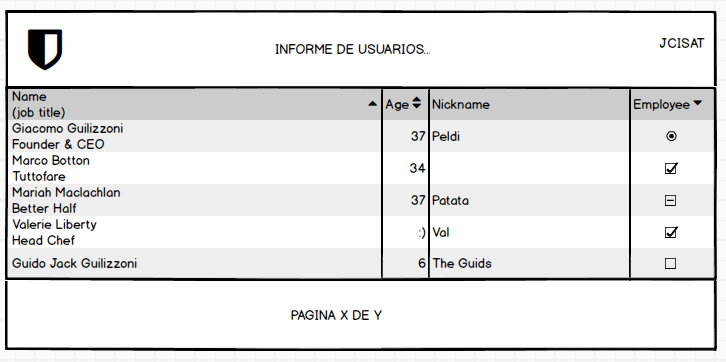 INFORME DE USUARIOS...
JCISAT
Name
(job title)
Age
Nickname
Employee
Giacomo Guilizzoni
Founder & CEO
37
Peldi
Marco Botton
Tuttofare
34
Mariah Maclachlan
Better Half
37
Patata
Valerie Liberty
Head Chef
:)
Val
Guido Jack Guilizzoni
6
The Guids
PAGINA X DE Y